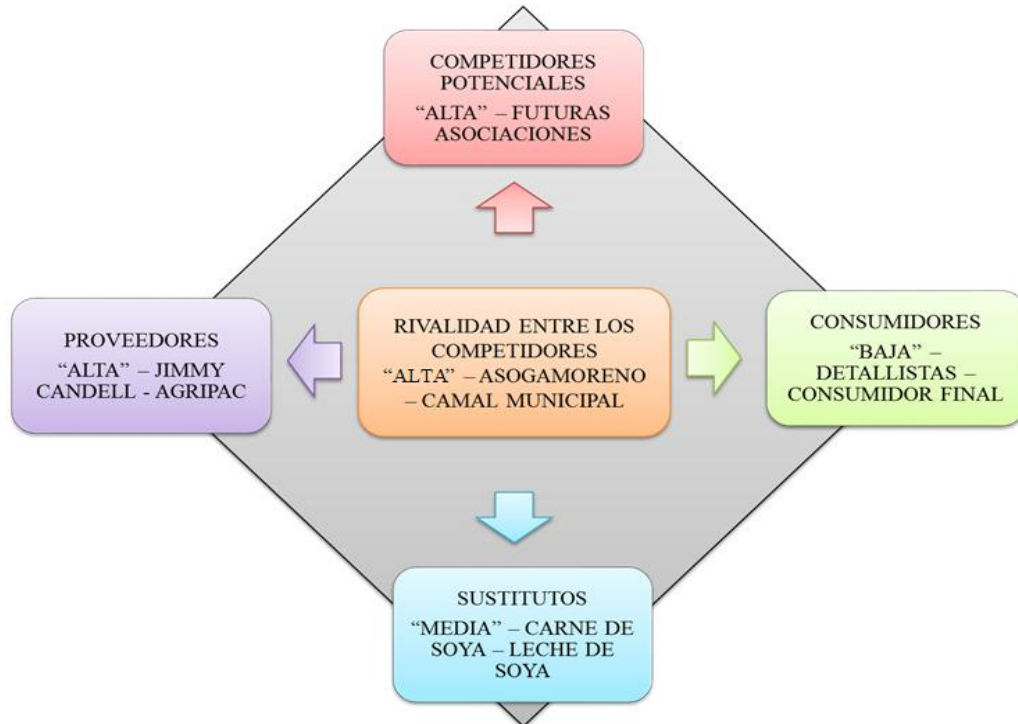 COMPETIDORES
POTENCIALES
“ALTA” – FUTURAS
ASOCIACIONES
PROVEEDORES
“ALTA” – JIMMY
CANDELL - AGRIPAC
RIVALIDAD ENTRE LOS
COMPETIDORES
“ALTA” – ASOGAMORENO
– CAMAL MUNICIPAL
CONSUMIDORES
“BAJA” –
DETALLISTAS –
CONSUMIDOR FINAL
SUSTITUTOS
“MEDIA” – CARNE DE
SOYA – LECHE DE
SOYA